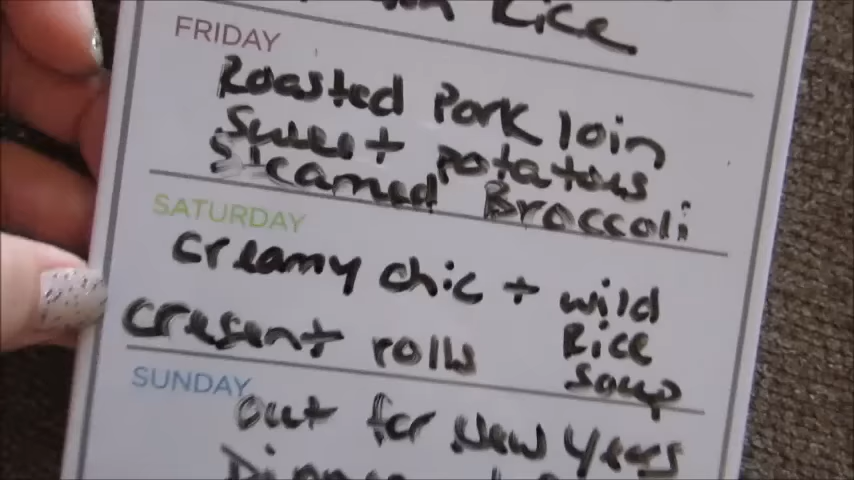 Rice
FRIDAY
Roasted Pork loin
Sweet potatoes
Steamed Broccoli
SATURDAY
Creamy chic + wild
Rice
Soup
Cresent rolls
SUNDAY
out for New Years